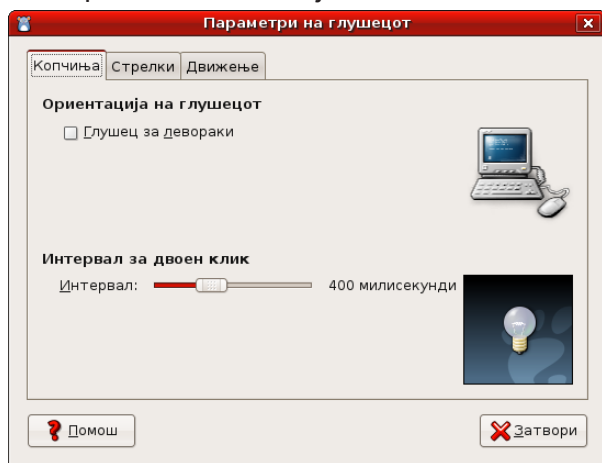 Параметри на глушецот
Копчиња Стрелки Движење
Ориентација на глушецот
Глушец за левораки
Интервал за двоен клик
Интервал: 400 милисекунди
Помош Затвори